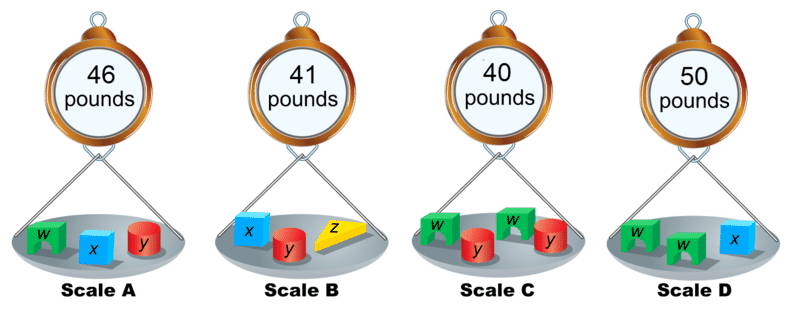 46
pounds
w
x
y
Scale A
41
pounds
x
y
z
Scale B
40
pounds
w
y
w
y
Scale C
50
pounds
w
w
x
Scale D